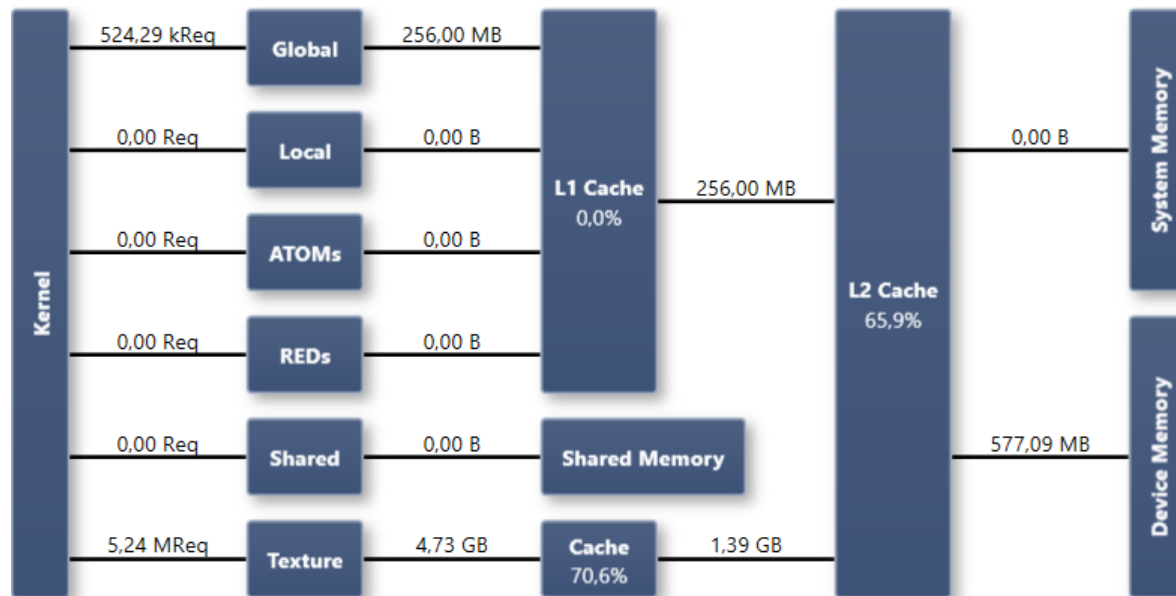 Kernel
524,29 kReq
Global
256,00 MB
0,00 Req
Local
0,00 B
0,00 Req
ATOMs
0,00 B
0,00 Req
REDs
0,00 B
0,00 Req
Shared
0,00 B
5,24 MReq
Texture
4,73 GB
L1 Cache
0,0%
Shared Memory
Cache
70,6%
256,00 MB
1,39 GB
L2 Cache
65,9%
0,00 B
577,09 MB
System Memory
Device Memory